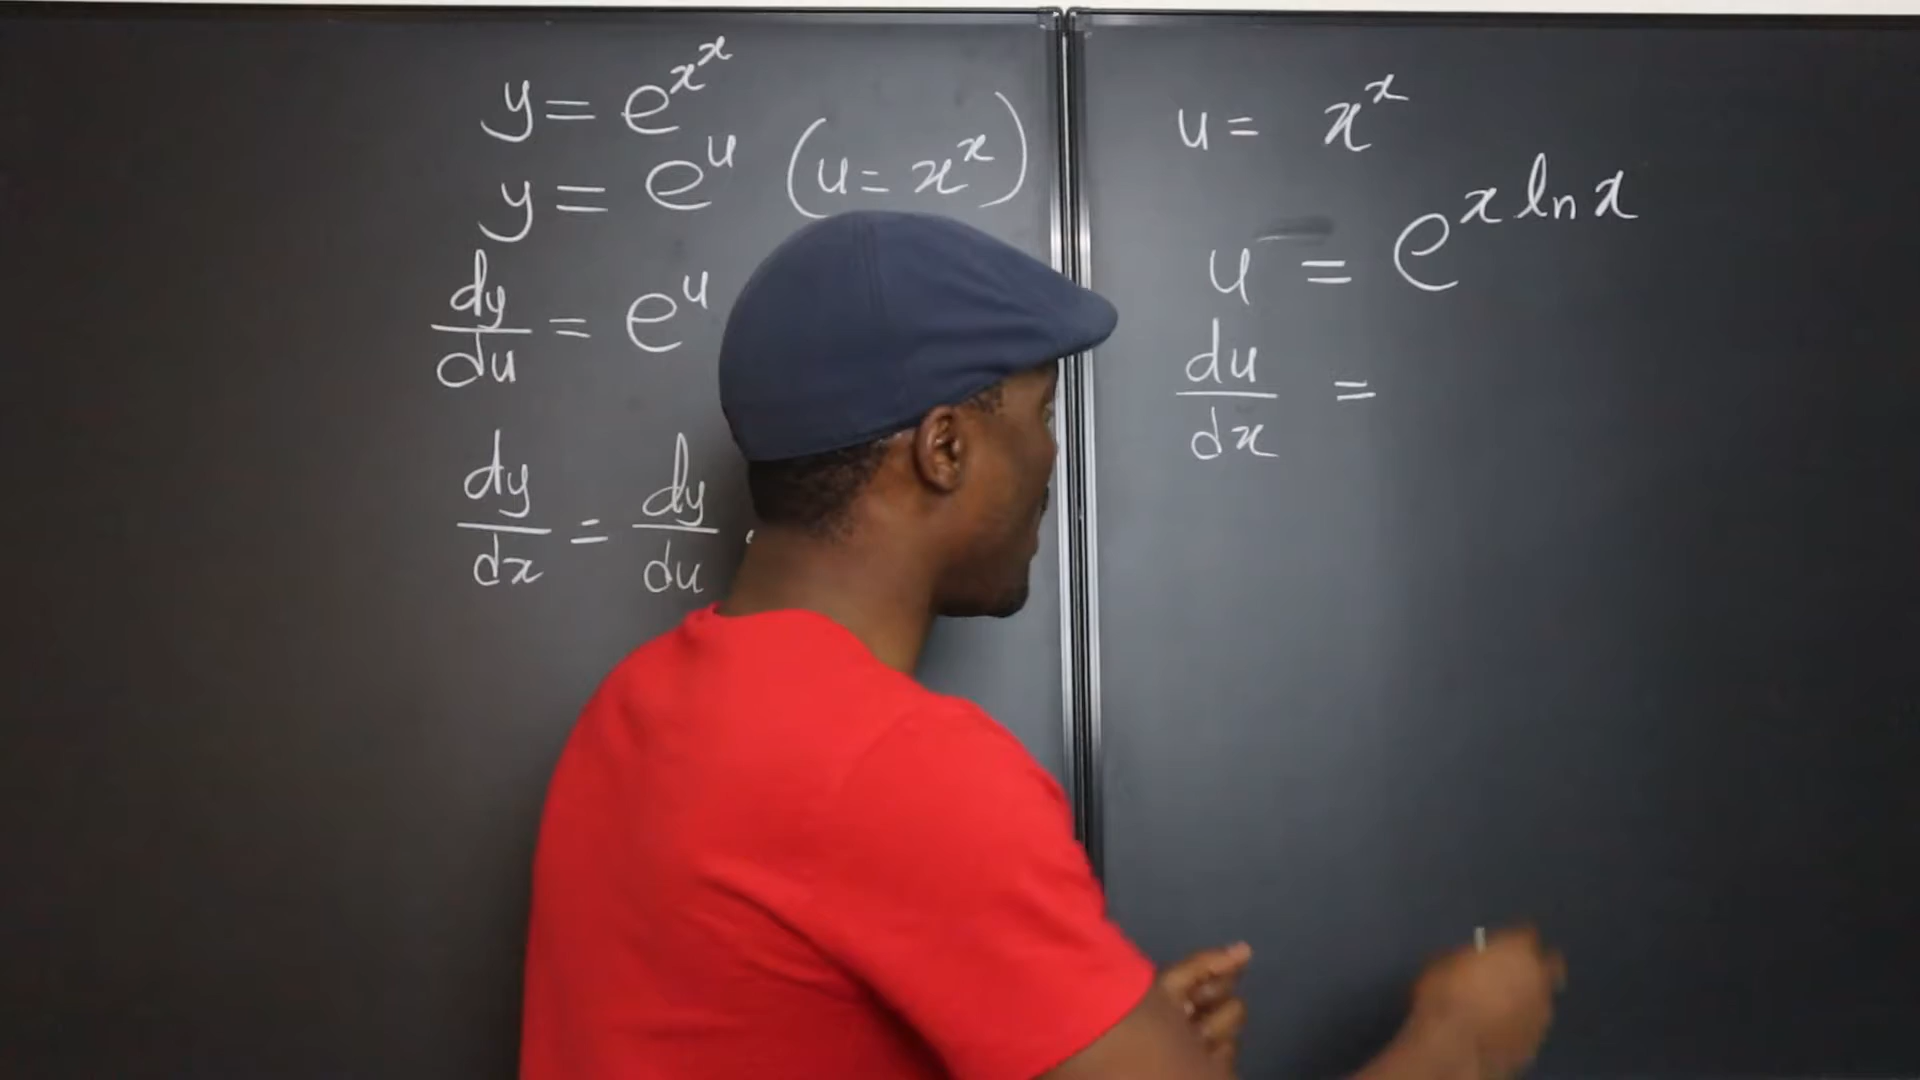 y = e^{x^x}
y = e^u (u = x^x)
dy/du = e^u
dy/dx = dy/du ·
u = x^x
u = e^{x ln x}
du/dx =